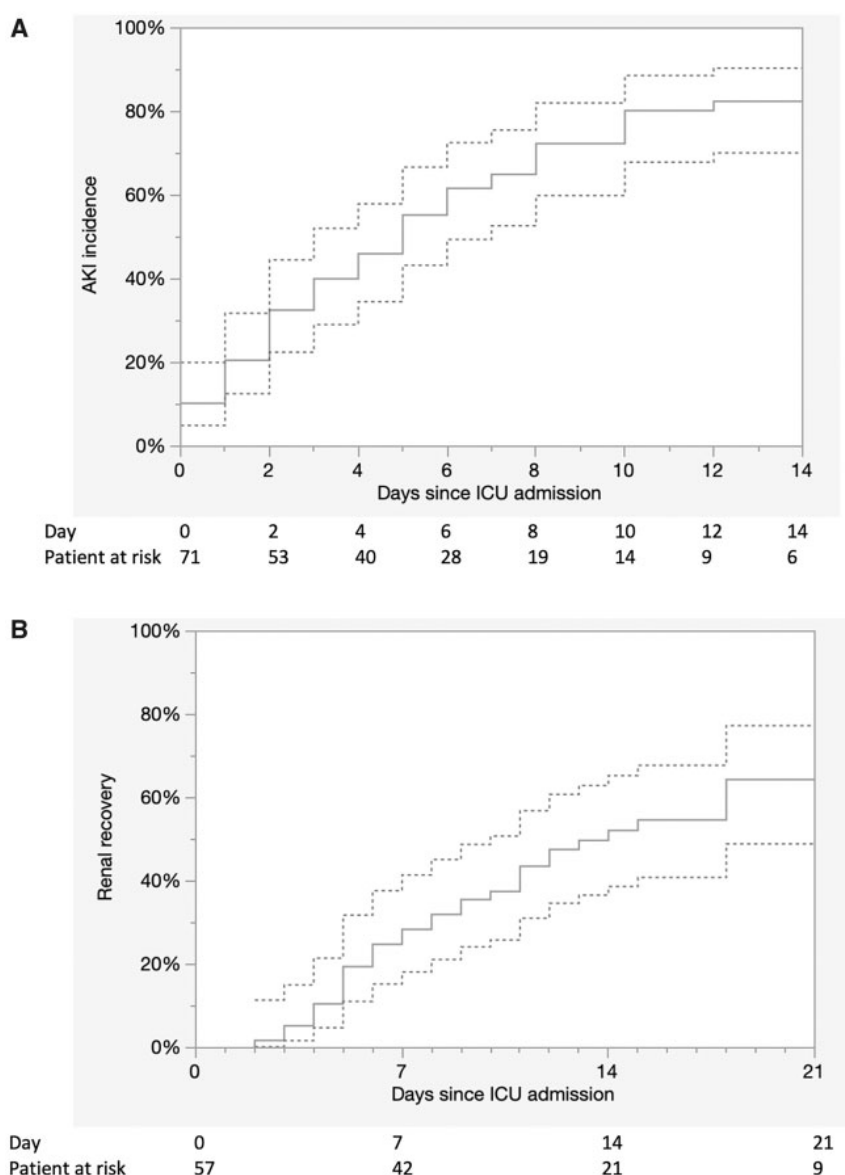 A
100%
80%
60%
40%
20%
0%
AKI incidence
0 2 4 6 8 10 12 14
Days since ICU admission
Day 0 2 4 6 8 10 12 14
Patient at risk 71 53 40 28 19 14 9 6
B
100%
80%
60%
40%
20%
0%
Renal recovery
0 7 14 21
Days since ICU admission
Day 0 7 14 21
Patient at risk 57 42 21 9